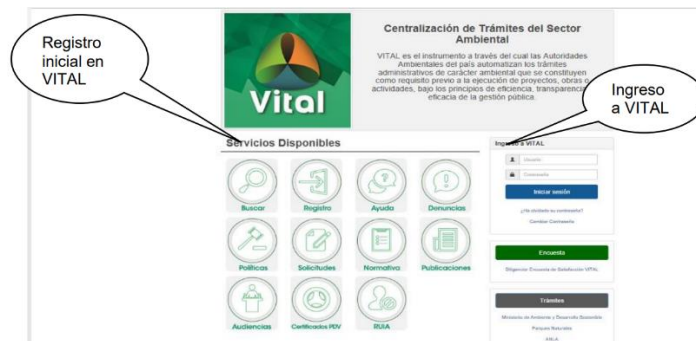 Registro
inicial en
VITAL
Vital
Centralización de Trámites del Sector
Ambiental
VITAL es el instrumento a través del cual las Autoridades
Ambientales del país automatizan los trámites
administrativos de carácter ambiental que se constituyen
como requisito previo a la ejecución de proyectos, obras o
actividades, bajo los principios de eficiencia, transparencia
eficacia de la gestión pública.
Ingreso
a VITAL
Servicios Disponibles
Buscar
Registro
Ayuda
Denuncias
Políticas
Solicitudes
Normativa
Publicaciones
Audiencias
Certificados PDV
RUIA
Ingreso a VITAL
Usuario
Contraseña
Iniciar sesión
¿Ha olvidado su contraseña?
Cambiar Contraseña
Encuesta
Diligenciar Encuesta de Satisfacción VITAL
Trámites
Ministerio de Ambiente y Desarrollo Sostenible
Parques Naturales
ANLA